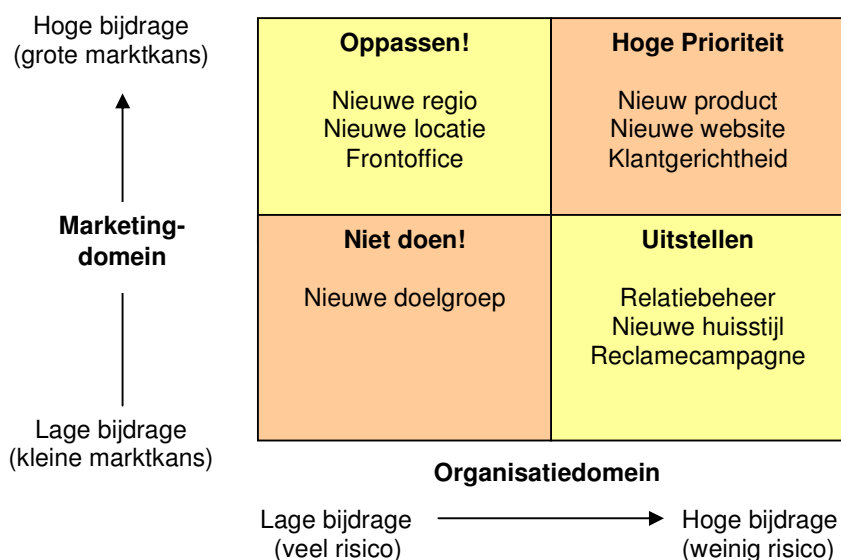 Hoge bijdrage
(grote marktkans)
Oppassen!
Nieuwe regio
Nieuwe locatie
Frontoffice
Hoge Prioriteit
Nieuw product
Nieuwe website
Klantgerichtheid
Marketing-
domein
Niet doen!
Nieuwe doelgroep
Uitstellen
Relatiebeheer
Nieuwe huisstijl
Reclamecampagne
Lage bijdrage
(kleine marktkans)
Organisatiedomein
Lage bijdrage
(veel risico)
Hoge bijdrage
(weinig risico)